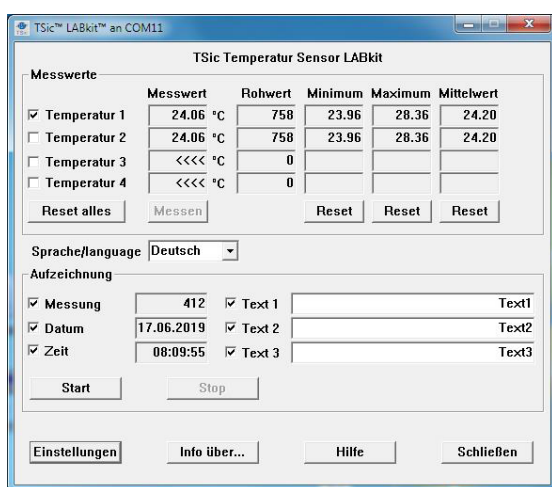 TSic™ LABkit™ an COM11
TSic Temperatur Sensor LABkit
Messwerte
Messwert Rohwert Minimum Maximum Mittelwert
Temperatur 1 24.06 °C 758 23.96 28.36 24.20
Temperatur 2 24.06 °C 758 23.96 28.36 24.20
Temperatur 3 <<<< °C 0
Temperatur 4 <<<< °C 0
Reset alles Messen Reset Reset Reset
Sprache/language Deutsch
Aufzeichnung
Messung 412 Text 1 Text1
Datum 17.06.2019 Text 2 Text2
Zeit 08:09:55 Text 3 Text3
Start Stop
Einstellungen Info über... Hilfe Schließen